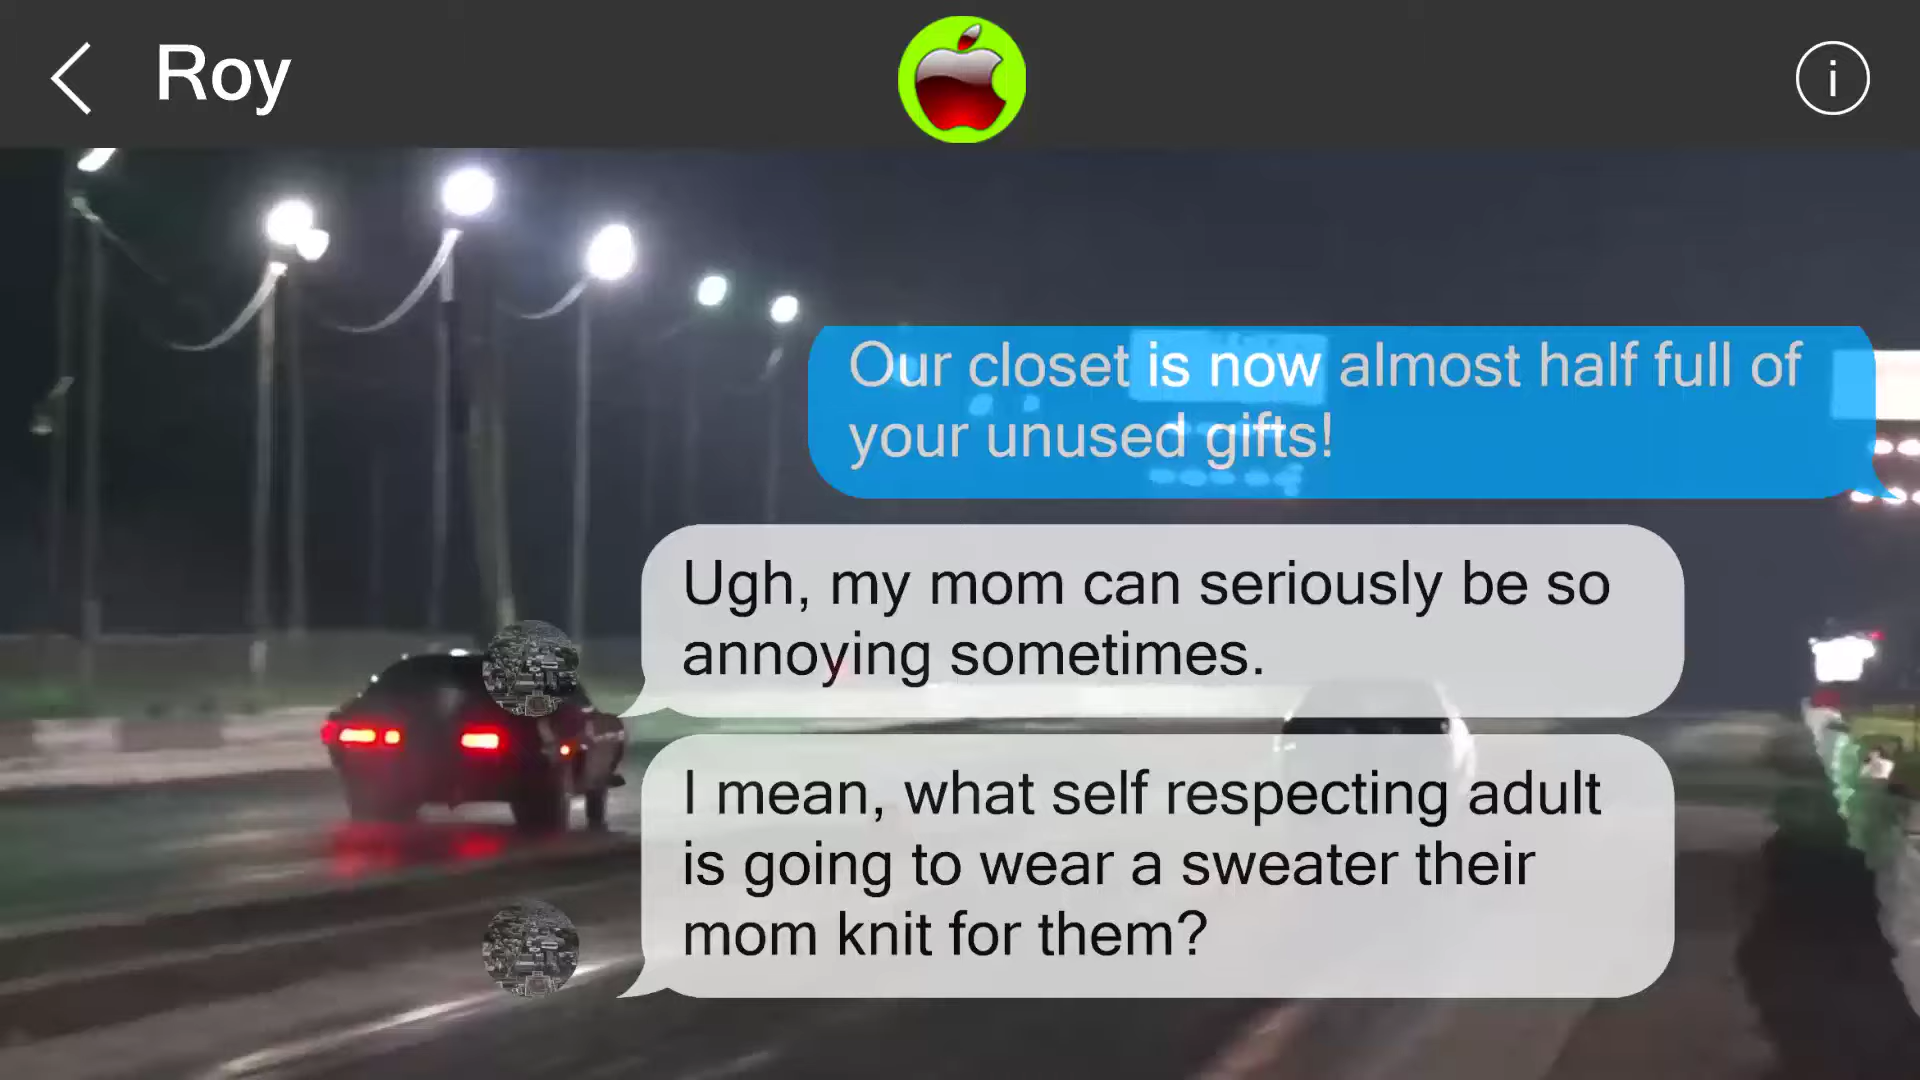 Roy
i
Our closet is now almost half full of
your unused gifts!
Ugh, my mom can seriously be so
annoying sometimes.
I mean, what self respecting adult
is going to wear a sweater their
mom knit for them?